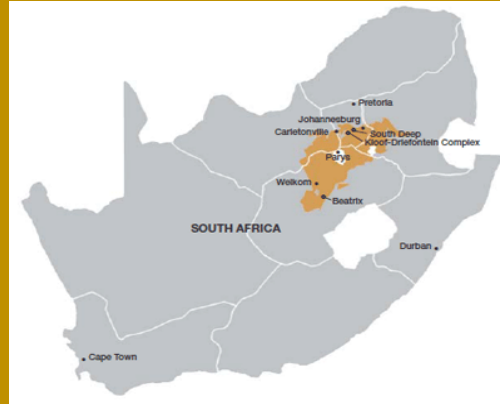 Pretoria
Johannesburg
Carletonville
South Deep
Kloof-Driefontein Complex
Parys
Welkom
Beatrix
SOUTH AFRICA
Durban
Cape Town